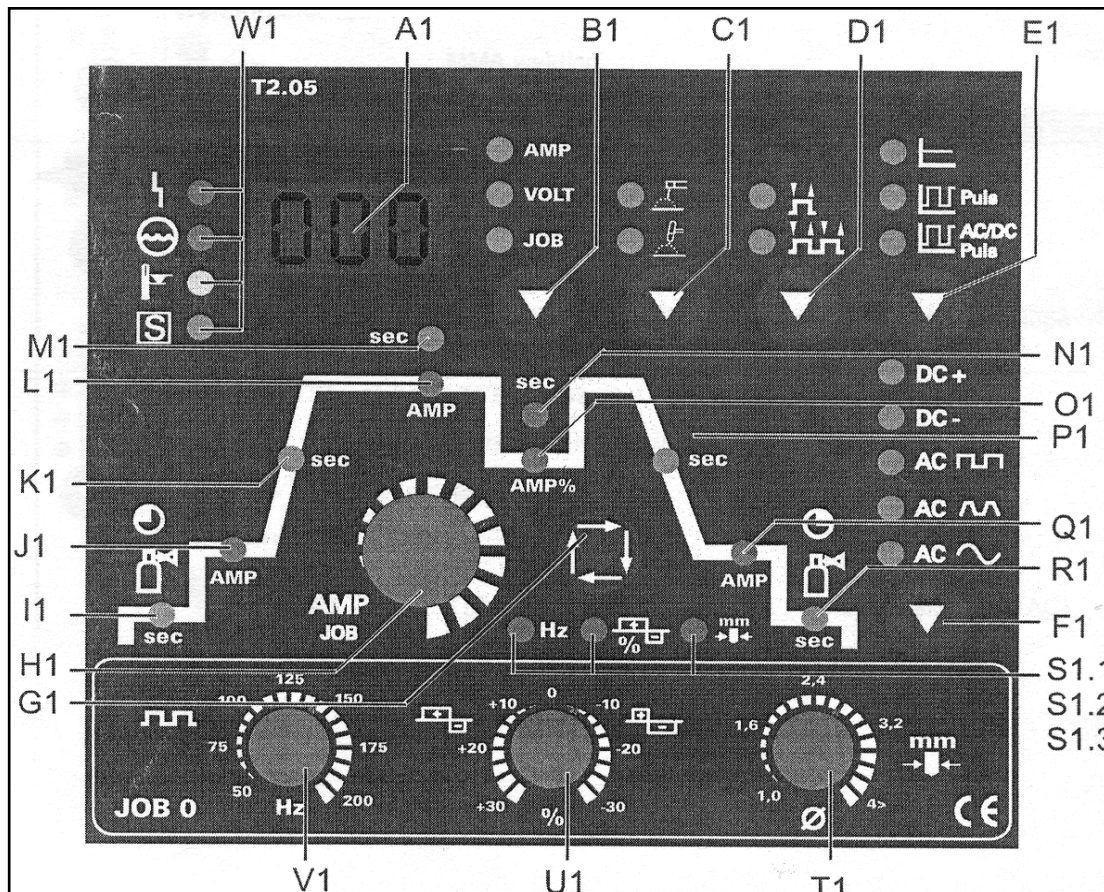 W1 A1 B1 C1 D1 E1
T2.05
AMP
VOLT
JOB
000
Puls
AC/DC
Puls
S
M1
sec
L1
AMP
sec
N1
DC +
O1
DC -
P1
K1
sec
AMP%
sec
AC
AC
Q1
J1
AMP
AMP
AC
R1
AMP
JOB
I1
sec
Hz
%
mm
sec
F1
H1
S1.1
G1
S1.2
S1.3
50 75 100 125 150 175 200
Hz
+30 +20 +10 0 -10 -20 -30
%
1,0 1,6 2,4 3,2 4>
Ø
mm
JOB 0
CE
V1 U1 T1